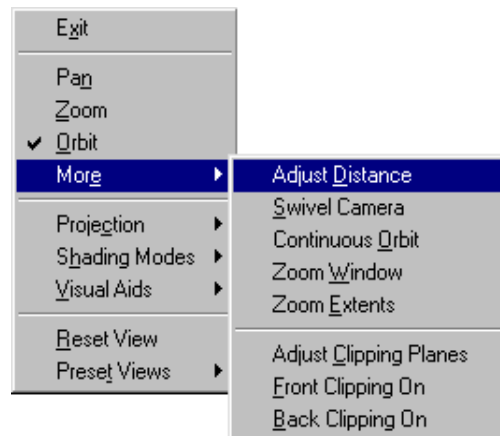 Exit
Pan
Zoom
Orbit
More
Projection
Shading Modes
Visual Aids
Reset View
Preset Views
Adjust Distance
Swivel Camera
Continuous Orbit
Zoom Window
Zoom Extents
Adjust Clipping Planes
Front Clipping On
Back Clipping On